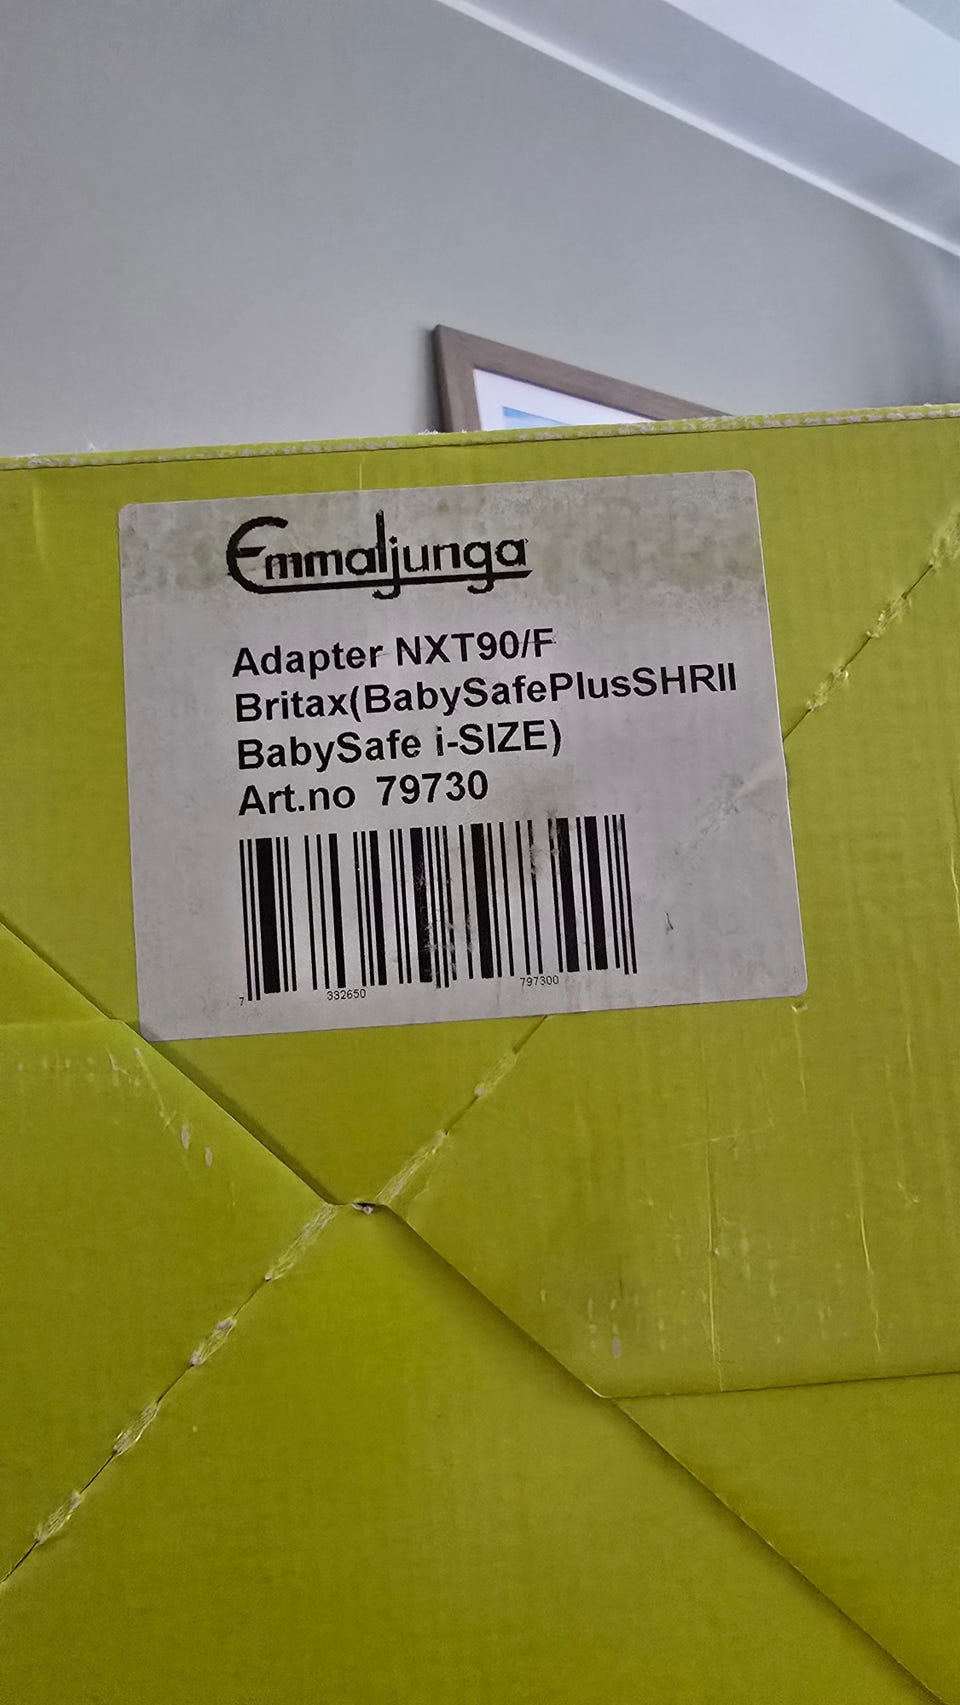 Emmaljunga
Adapter NXT90/F
Britax(BabySafePlusSHRII
BabySafe i-SIZE)
Art.no 79730
7 332650 797300